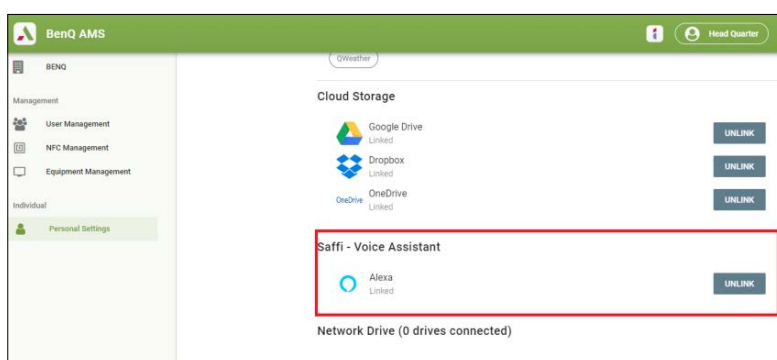 BenQ AMS
Head Quarter
BENQ
Management
User Management
NFC Management
Equipment Management
Individual
Personal Settings
QWeather
Cloud Storage
Google Drive
Linked
UNLINK
Dropbox
Linked
UNLINK
OneDrive
OneDrive
Linked
UNLINK
Saffi - Voice Assistant
Alexa
Linked
UNLINK
Network Drive (0 drives connected)